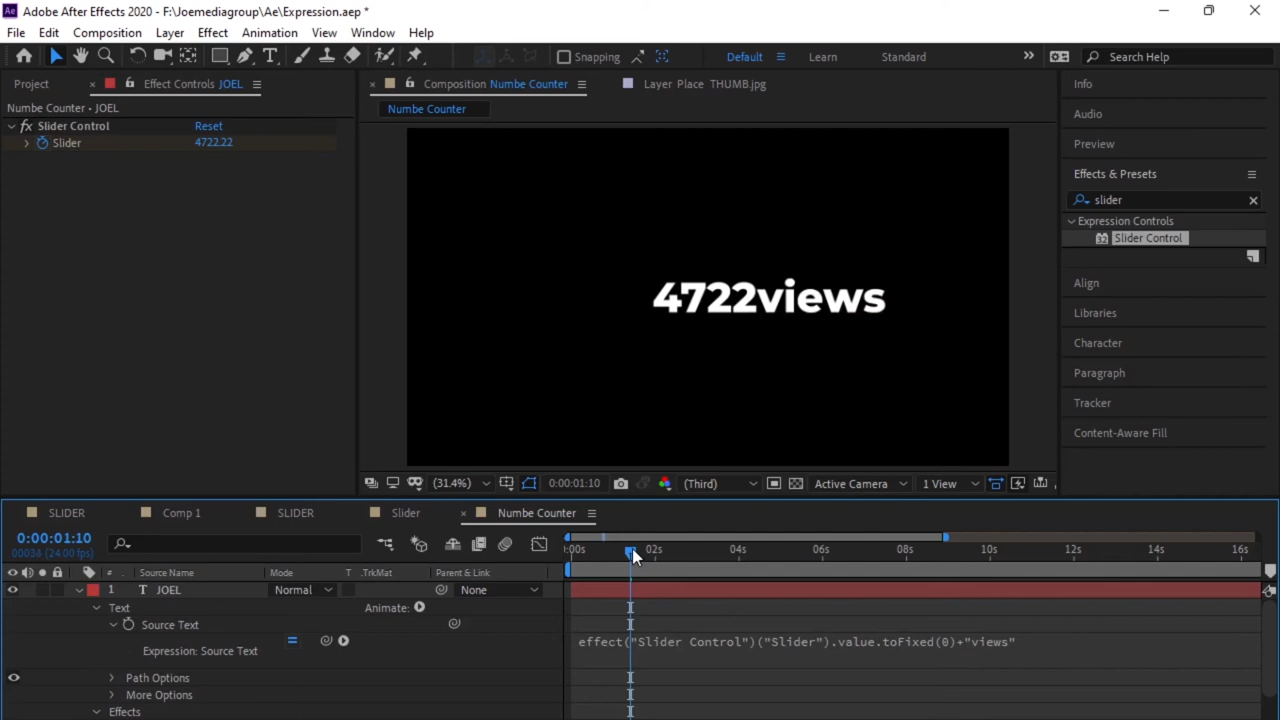 Adobe After Effects 2020 - F:\Joemediagroup\Ae\Expression.aep *
File Edit Composition Layer Effect Animation View Window Help
Snapping Default Learn Standard Search Help
Project Effect Controls JOEL
Numbe Counter • JOEL
fx Slider Control Reset
Slider 4722.22
Composition Numbe Counter Layer Place THUMB.jpg
Numbe Counter
4722views
(31.4%) 0:00:01:10 (Third) Active Camera 1 View
Info
Audio
Preview
Effects & Presets
slider
Expression Controls
Slider Control
Align
Libraries
Character
Paragraph
Tracker
Content-Aware Fill
SLIDER Comp 1 SLIDER Slider Numbe Counter
0:00:01:10
00034 (24.00 fps)
:00s 02s 04s 06s 08s 10s 12s 14s 16s
# Source Name Mode T .TrkMat Parent & Link
1 T JOEL Normal None
Text Animate:
Source Text
Expression: Source Text
effect("Slider Control")("Slider").value.toFixed(0)+"views"
Path Options
More Options
Effects